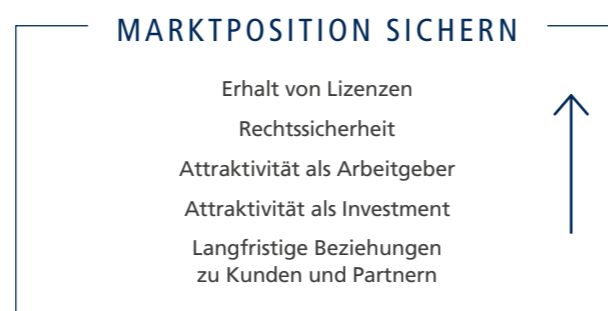 MARKTPOSITION SICHERN
Erhalt von Lizenzen
Rechtssicherheit
Attraktivität als Arbeitgeber
Attraktivität als Investment
Langfristige Beziehungen
zu Kunden und Partnern